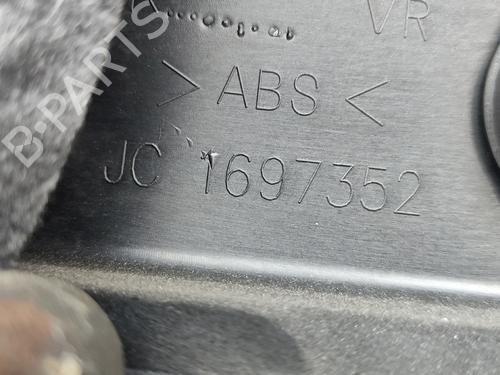 VR
> ABS <
JC 1697352
B-PARTS